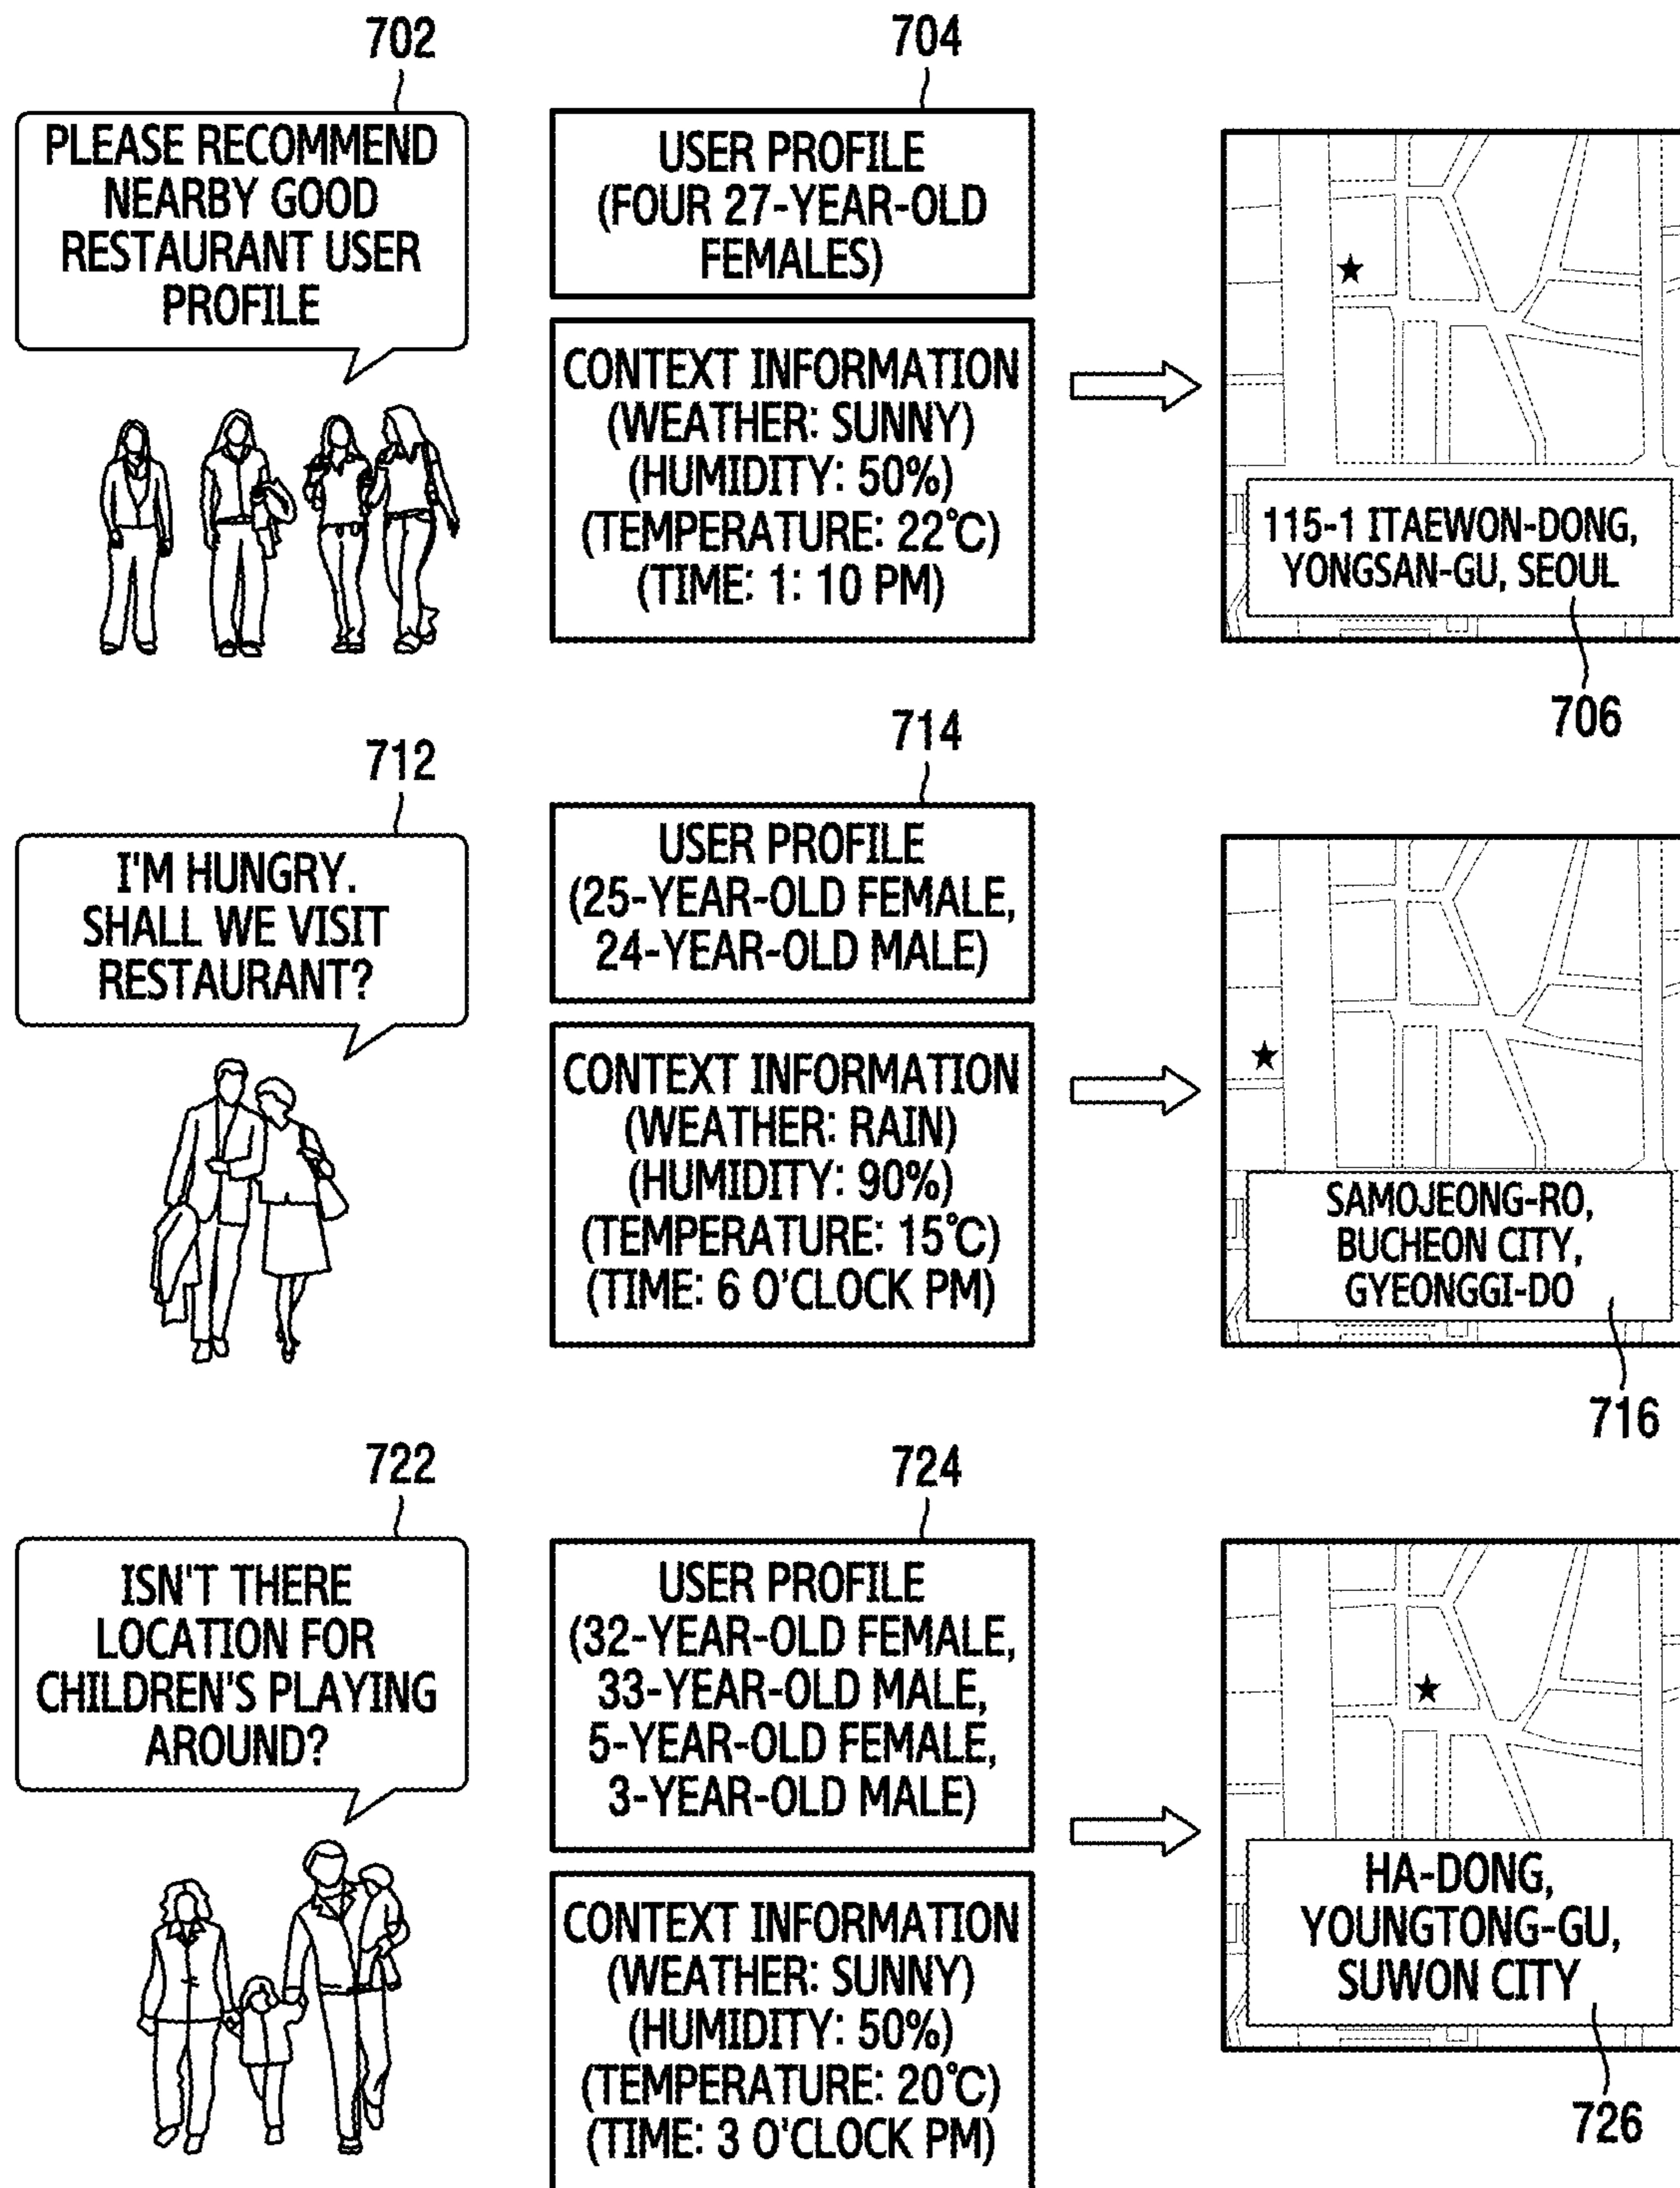 702
PLEASE RECOMMEND
NEARBY GOOD
RESTAURANT USER
PROFILE
704
USER PROFILE
(FOUR 27-YEAR-OLD
FEMALES)
CONTEXT INFORMATION
(WEATHER: SUNNY)
(HUMIDITY: 50%)
(TEMPERATURE: 22°C)
(TIME: 1: 10 PM)
115-1 ITAEWON-DONG,
YONGSAN-GU, SEOUL
706
712
I'M HUNGRY.
SHALL WE VISIT
RESTAURANT?
714
USER PROFILE
(25-YEAR-OLD FEMALE,
24-YEAR-OLD MALE)
CONTEXT INFORMATION
(WEATHER: RAIN)
(HUMIDITY: 90%)
(TEMPERATURE: 15°C)
(TIME: 6 O'CLOCK PM)
SAMOJEONG-RO,
BUCHEON CITY,
GYEONGGI-DO
716
722
ISN'T THERE
LOCATION FOR
CHILDREN'S PLAYING
AROUND?
724
USER PROFILE
(32-YEAR-OLD FEMALE,
33-YEAR-OLD MALE,
5-YEAR-OLD FEMALE,
3-YEAR-OLD MALE)
CONTEXT INFORMATION
(WEATHER: SUNNY)
(HUMIDITY: 50%)
(TEMPERATURE: 20°C)
(TIME: 3 O'CLOCK PM)
HA-DONG,
YOUNGTONG-GU,
SUWON CITY
726